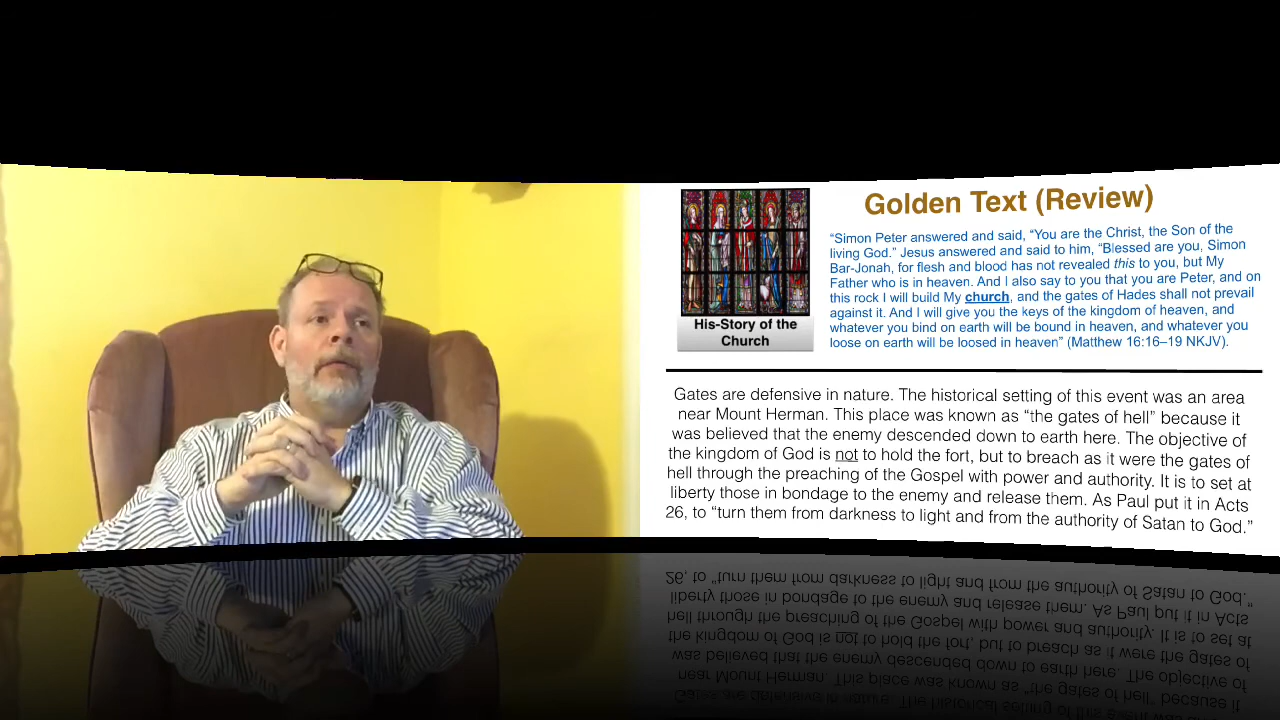 Golden Text (Review)
“Simon Peter answered and said, “You are the Christ, the Son of the
living God.” Jesus answered and said to him, “Blessed are you, Simon
Bar-Jonah, for flesh and blood has not revealed this to you, but My
Father who is in heaven. And I also say to you that you are Peter, and on
this rock I will build My church, and the gates of Hades shall not prevail
against it. And I will give you the keys of the kingdom of heaven, and
whatever you bind on earth will be bound in heaven, and whatever you
loose on earth will be loosed in heaven” (Matthew 16:16–19 NKJV).
His-Story of the
Church
Gates are defensive in nature. The historical setting of this event was an area
near Mount Herman. This place was known as “the gates of hell” because it
was believed that the enemy descended down to earth here. The objective of
the kingdom of God is not to hold the fort, but to breach as it were the gates of
hell through the preaching of the Gospel with power and authority. It is to set at
liberty those in bondage to the enemy and release them. As Paul put it in Acts
26, to “turn them from darkness to light and from the authority of Satan to God.”